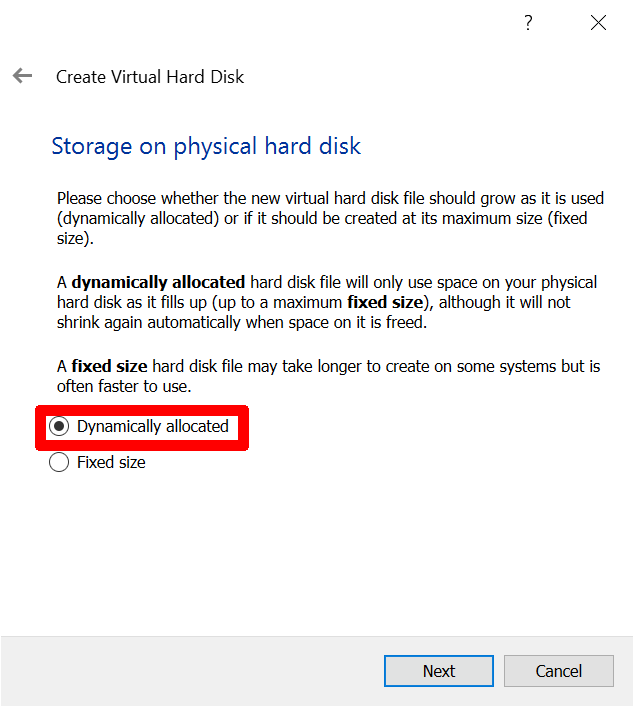 ?
Create Virtual Hard Disk
Storage on physical hard disk
Please choose whether the new virtual hard disk file should grow as it is used
(dynamically allocated) or if it should be created at its maximum size (fixed
size).
A dynamically allocated hard disk file will only use space on your physical
hard disk as it fills up (up to a maximum fixed size), although it will not
shrink again automatically when space on it is freed.
A fixed size hard disk file may take longer to create on some systems but is
often faster to use.
Dynamically allocated
Fixed size
Next Cancel